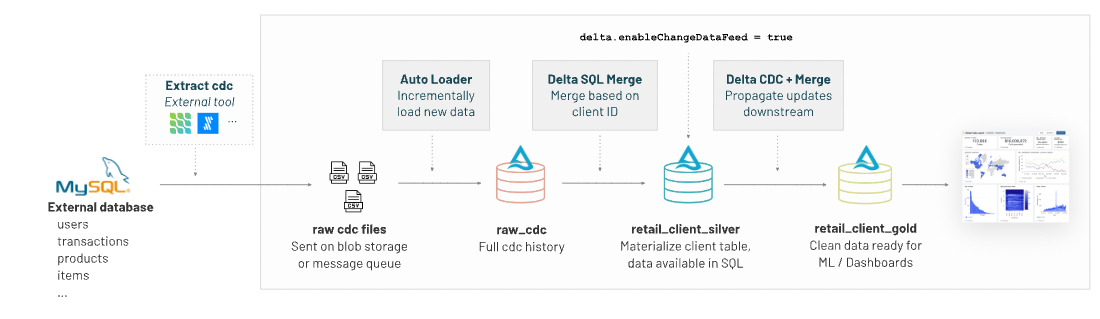 delta.enableChangeDataFeed = true
Extract cdc
External tool
...
Auto Loader
Incrementally
load new data
Delta SQL Merge
Merge based on
client ID
Delta CDC + Merge
Propagate updates
downstream
MySQL
External database
users
transactions
products
items
...
CSV
CSV
CSV
raw cdc files
Sent on blob storage
or message queue
raw_cdc
Full cdc history
retail_client_silver
Materialize client table,
data available in SQL
retail_client_gold
Clean data ready for
ML / Dashboards